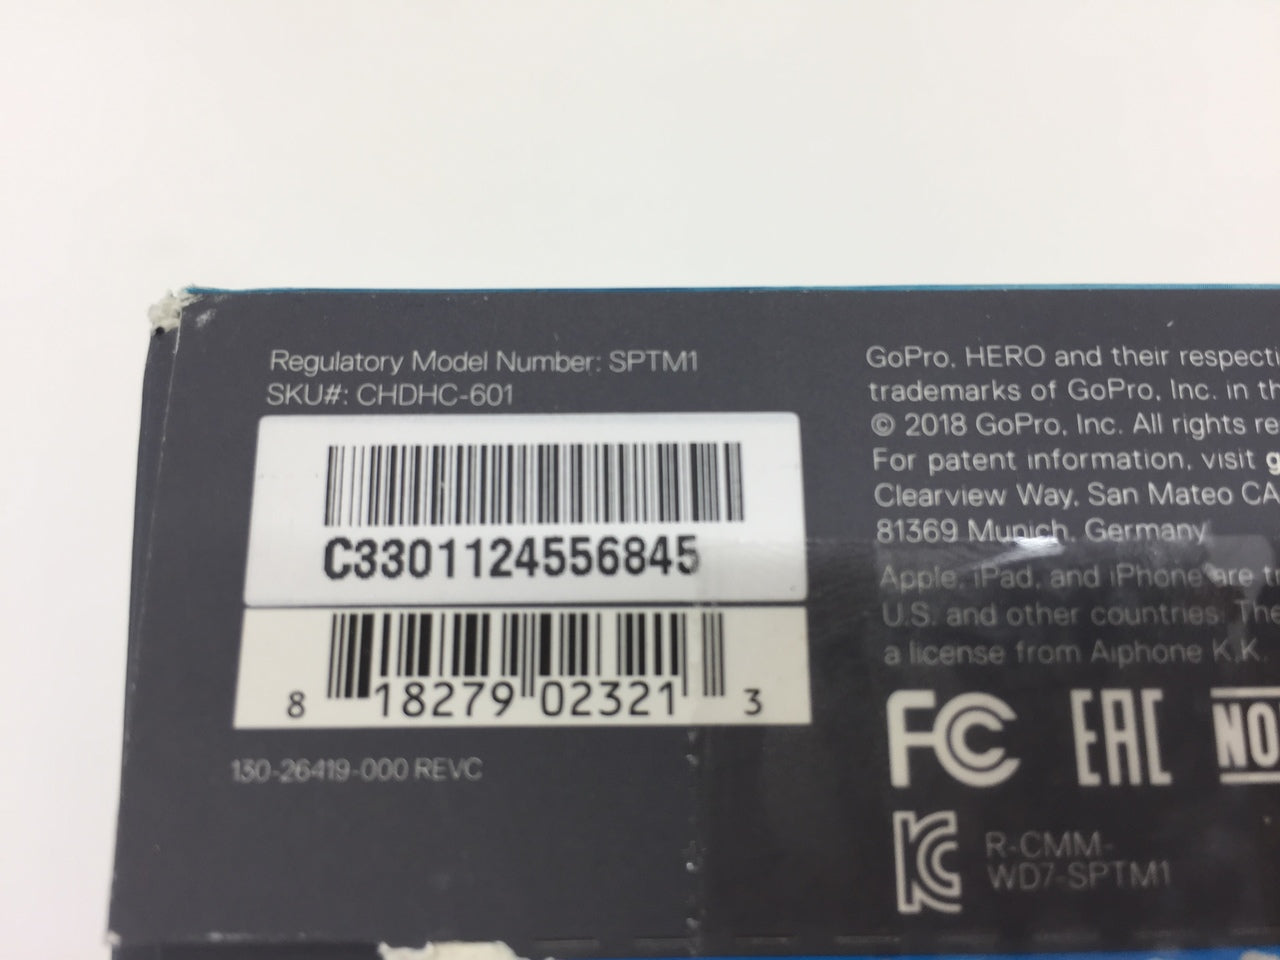 Regulatory Model Number: SPTM1
SKU#: CHDHC-601
C3301124556845
8 18279 02321 3
130-26419-000 REVC
GoPro, HERO and their respecti
trademarks of GoPro, Inc. in th
© 2018 GoPro, Inc. All rights re
For patent information, visit g
Clearview Way, San Mateo CA
81369 Munich, Germany
Apple, iPad, and iPhone are tr
U.S. and other countries. The
a license from Aiphone K.K.
FC EAC NO
R-CMM-
WD7-SPTM1